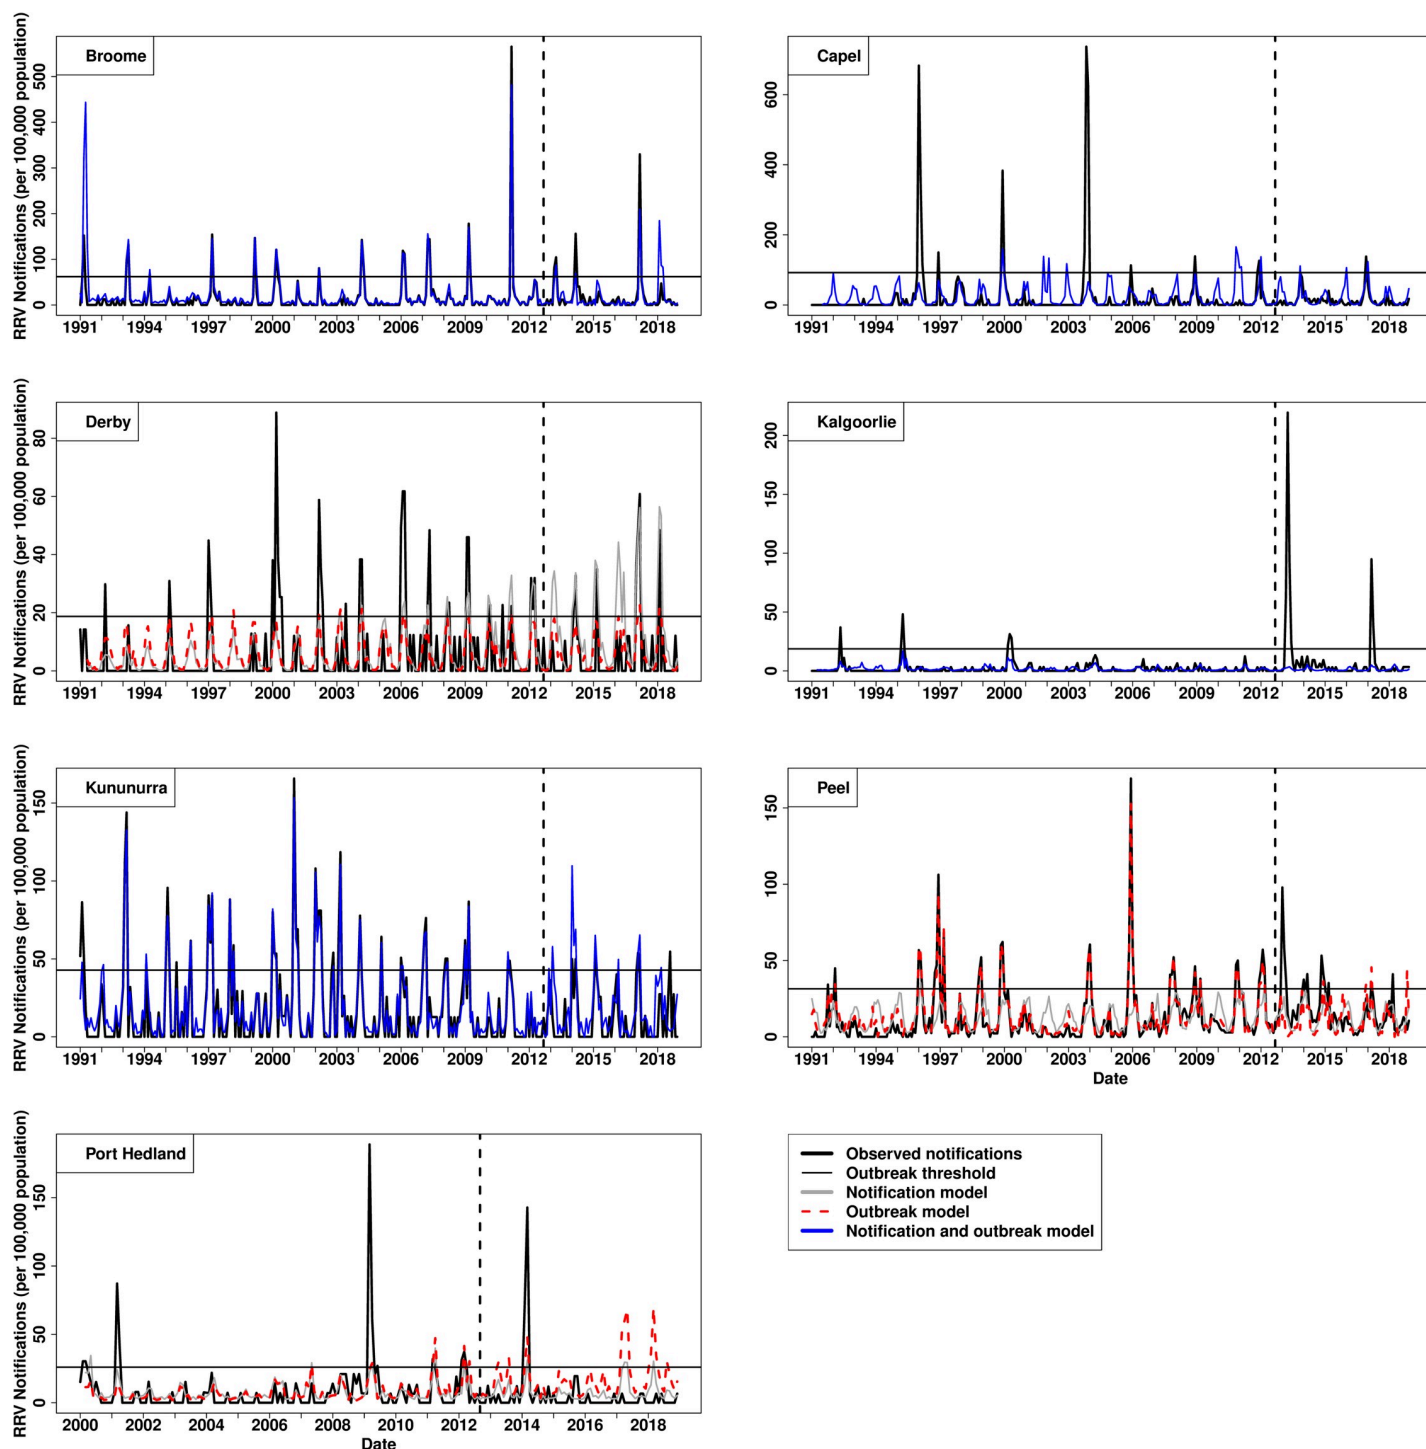 Broome
RRV Notifications (per 100,000 population)
0 100 200 300 400 500
1991 1994 1997 2000 2003 2006 2009 2012 2015 2018
Capel
0 200 400 600
1991 1994 1997 2000 2003 2006 2009 2012 2015 2018
Derby
RRV Notifications (per 100,000 population)
0 20 40 60 80
1991 1994 1997 2000 2003 2006 2009 2012 2015 2018
Kalgoorlie
0 50 100 150 200
1991 1994 1997 2000 2003 2006 2009 2012 2015 2018
Kununurra
RRV Notifications (per 100,000 population)
0 50 100 150
1991 1994 1997 2000 2003 2006 2009 2012 2015 2018
Peel
0 50 100 150
1991 1994 1997 2000 2003 2006 2009 2012 2015 2018
Date
Port Hedland
RRV Notifications (per 100,000 population)
0 50 100 150
2000 2002 2004 2006 2008 2010 2012 2014 2016 2018
Date
Observed notifications
Outbreak threshold
Notification model
Outbreak model
Notification and outbreak model